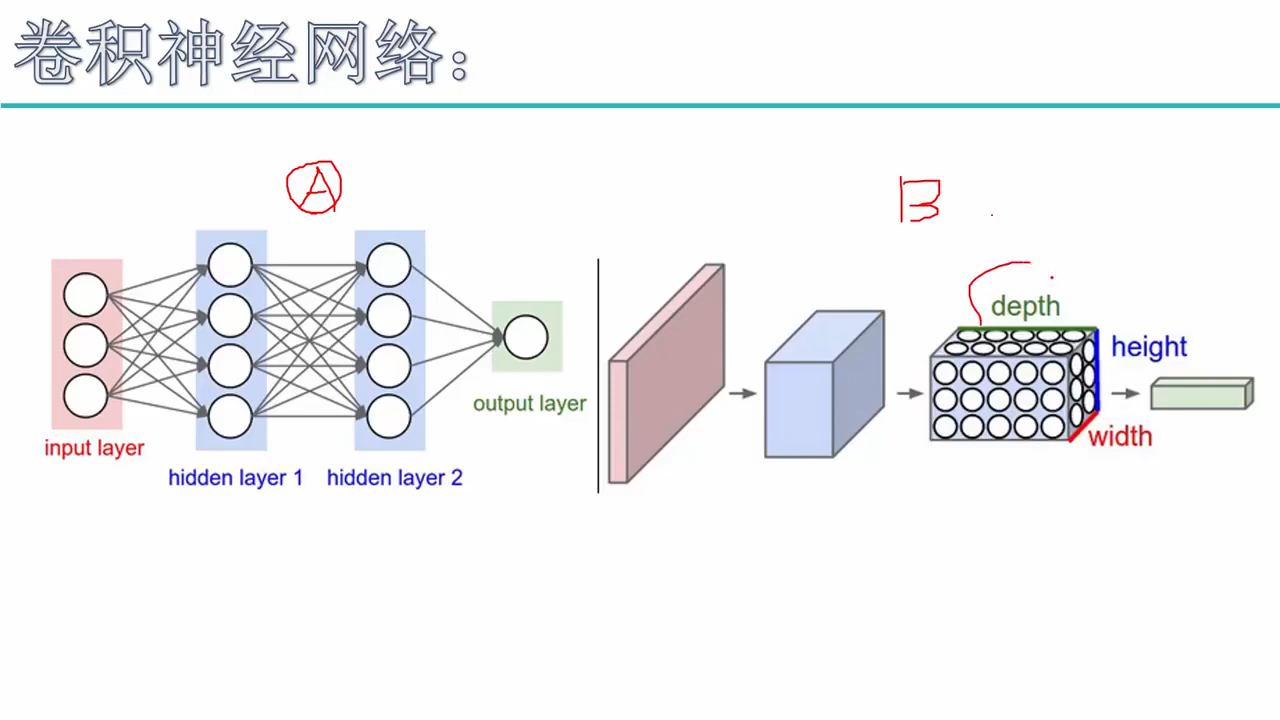 卷积神经网络：
A
B
input layer
hidden layer 1
hidden layer 2
output layer
depth
height
width